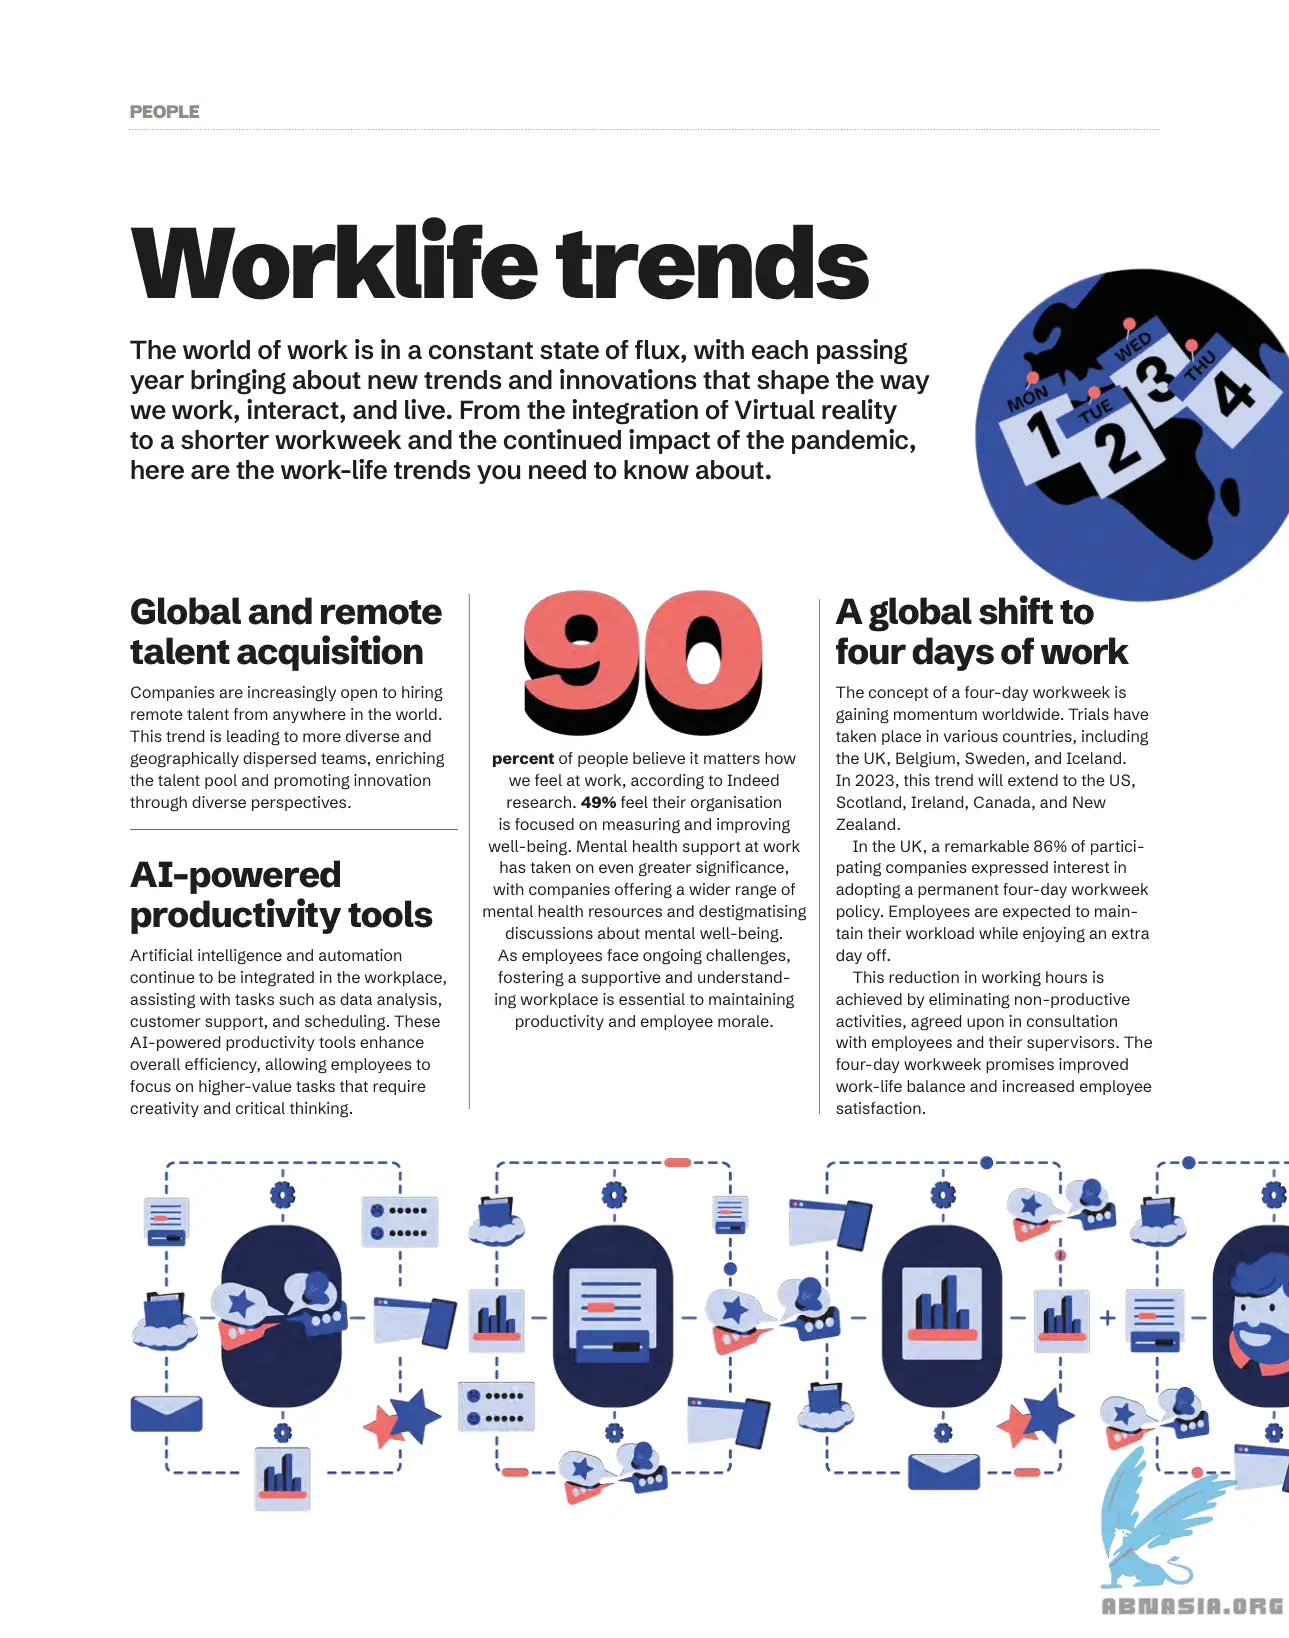 PEOPLE
Worklife trends
The world of work is in a constant state of flux, with each passing
year bringing about new trends and innovations that shape the way
we work, interact, and live. From the integration of Virtual reality
to a shorter workweek and the continued impact of the pandemic,
here are the work-life trends you need to know about.
MON
1
TUE
2
WED
3
THU
4
Global and remote
talent acquisition
Companies are increasingly open to hiring
remote talent from anywhere in the world.
This trend is leading to more diverse and
geographically dispersed teams, enriching
the talent pool and promoting innovation
through diverse perspectives.
AI-powered
productivity tools
Artificial intelligence and automation
continue to be integrated in the workplace,
assisting with tasks such as data analysis,
customer support, and scheduling. These
AI-powered productivity tools enhance
overall efficiency, allowing employees to
focus on higher-value tasks that require
creativity and critical thinking.
90
percent of people believe it matters how
we feel at work, according to Indeed
research. 49% feel their organisation
is focused on measuring and improving
well-being. Mental health support at work
has taken on even greater significance,
with companies offering a wider range of
mental health resources and destigmatising
discussions about mental well-being.
As employees face ongoing challenges,
fostering a supportive and understand-
ing workplace is essential to maintaining
productivity and employee morale.
A global shift to
four days of work
The concept of a four-day workweek is
gaining momentum worldwide. Trials have
taken place in various countries, including
the UK, Belgium, Sweden, and Iceland.
In 2023, this trend will extend to the US,
Scotland, Ireland, Canada, and New
Zealand.
In the UK, a remarkable 86% of partici-
pating companies expressed interest in
adopting a permanent four-day workweek
policy. Employees are expected to main-
tain their workload while enjoying an extra
day off.
This reduction in working hours is
achieved by eliminating non-productive
activities, agreed upon in consultation
with employees and their supervisors. The
four-day workweek promises improved
work-life balance and increased employee
satisfaction.
ABNASIA.ORG